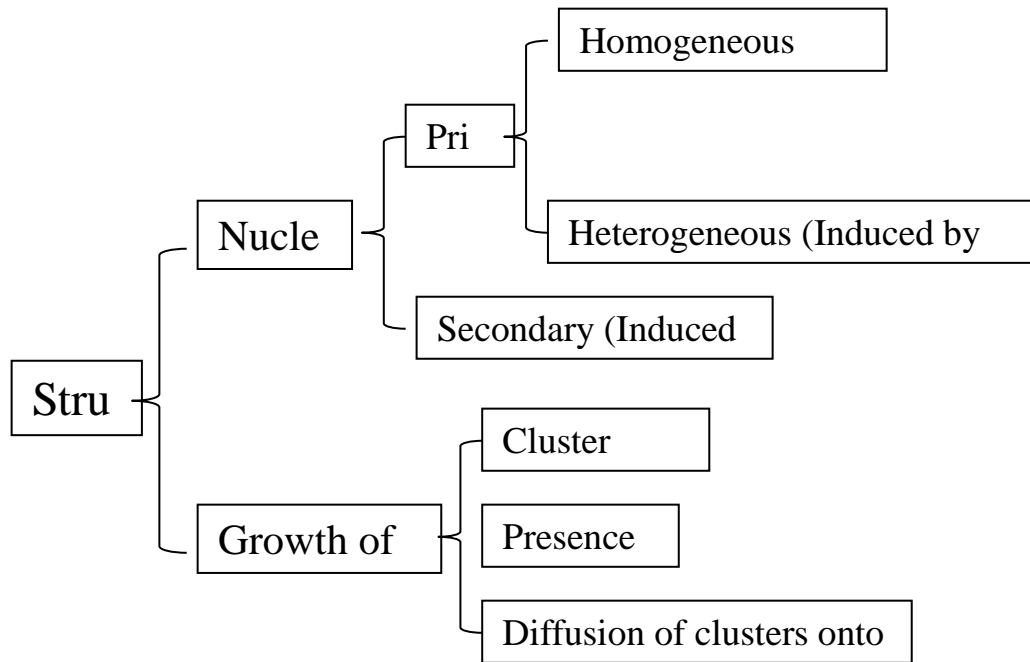 Homogeneous
Pri
Nucle
Heterogeneous (Induced by
Secondary (Induced
Stru
Cluster
Growth of
Presence
Diffusion of clusters onto